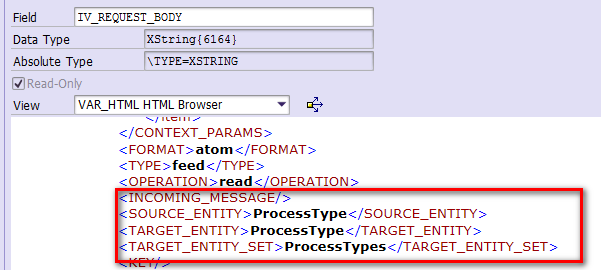 Field IV_REQUEST_BODY
Data Type XString{6164}
Absolute Type \TYPE=XSTRING
Read-Only
View VAR_HTML HTML Browser
</item>
</CONTEXT_PARAMS>
<FORMAT>atom</FORMAT>
<TYPE>feed</TYPE>
<OPERATION>read</OPERATION>
<INCOMING_MESSAGE/>
<SOURCE_ENTITY>ProcessType</SOURCE_ENTITY>
<TARGET_ENTITY>ProcessType</TARGET_ENTITY>
<TARGET_ENTITY_SET>ProcessTypes</TARGET_ENTITY_SET>
<KEY/>